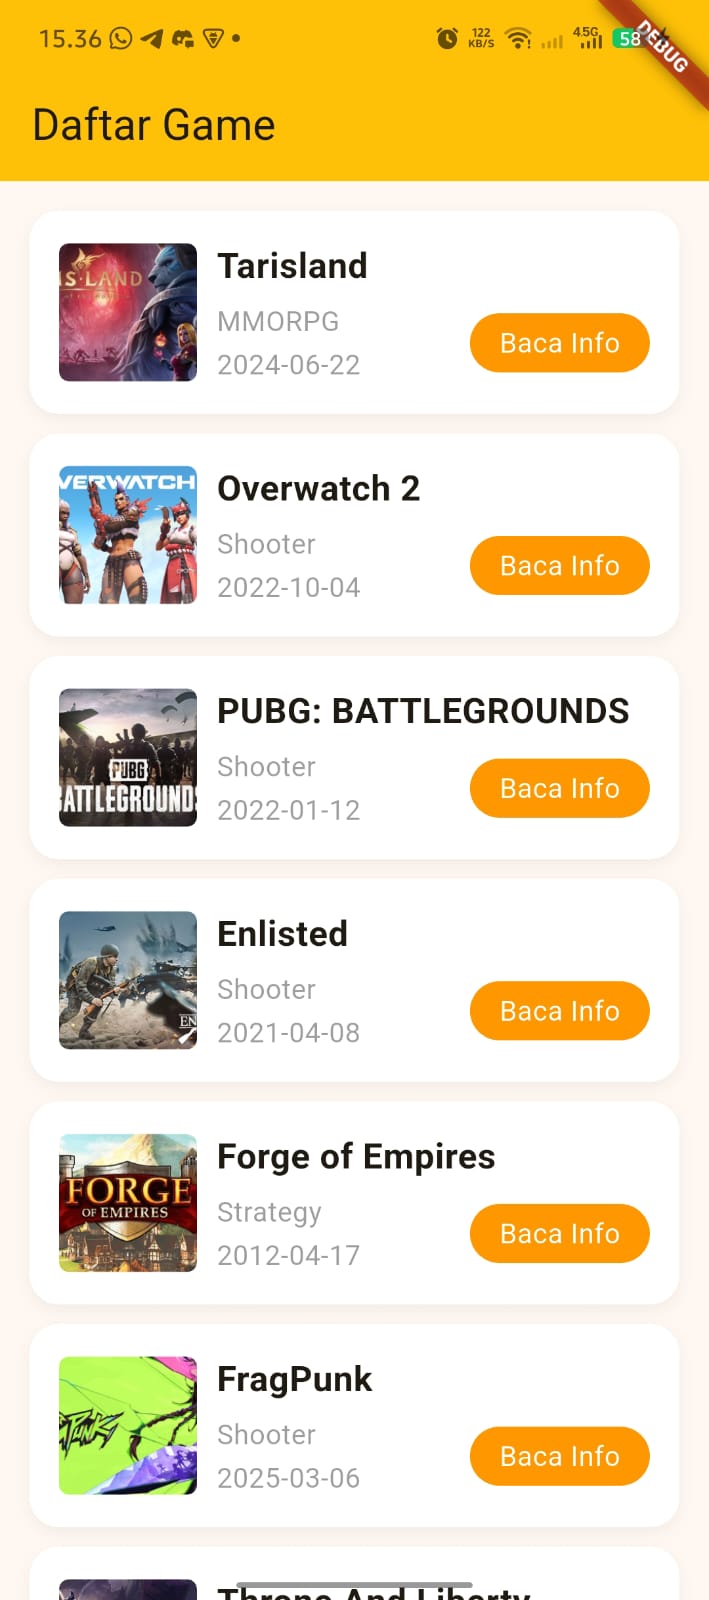 15.36 122 KB/S 4.5G 58
DEBUG
Daftar Game
IS·LAND
Tarisland
MMORPG
2024-06-22
Baca Info
VERWATCH
Overwatch 2
Shooter
2022-10-04
Baca Info
PUBG
BATTLEGROUNDS
PUBG: BATTLEGROUNDS
Shooter
2022-01-12
Baca Info
EN
Enlisted
Shooter
2021-04-08
Baca Info
FORGE
OF EMPIRES
Forge of Empires
Strategy
2012-04-17
Baca Info
PUNK
FragPunk
Shooter
2025-03-06
Baca Info
Throne And Liberty